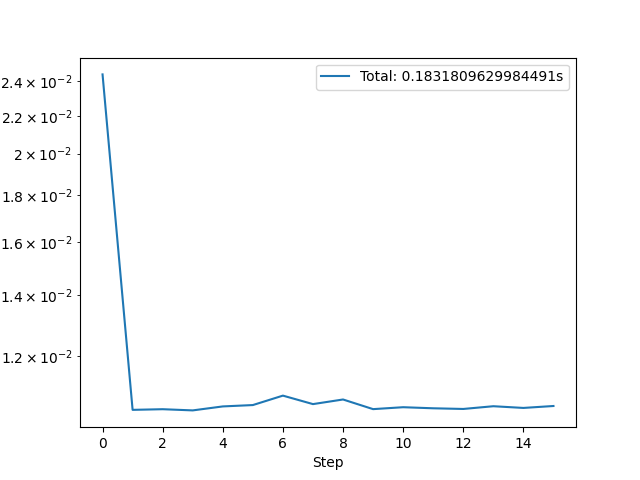 Total: 0.1831809629984491s
2.4 × 10⁻²
2.2 × 10⁻²
2 × 10⁻²
1.8 × 10⁻²
1.6 × 10⁻²
1.4 × 10⁻²
1.2 × 10⁻²
0 2 4 6 8 10 12 14
Step